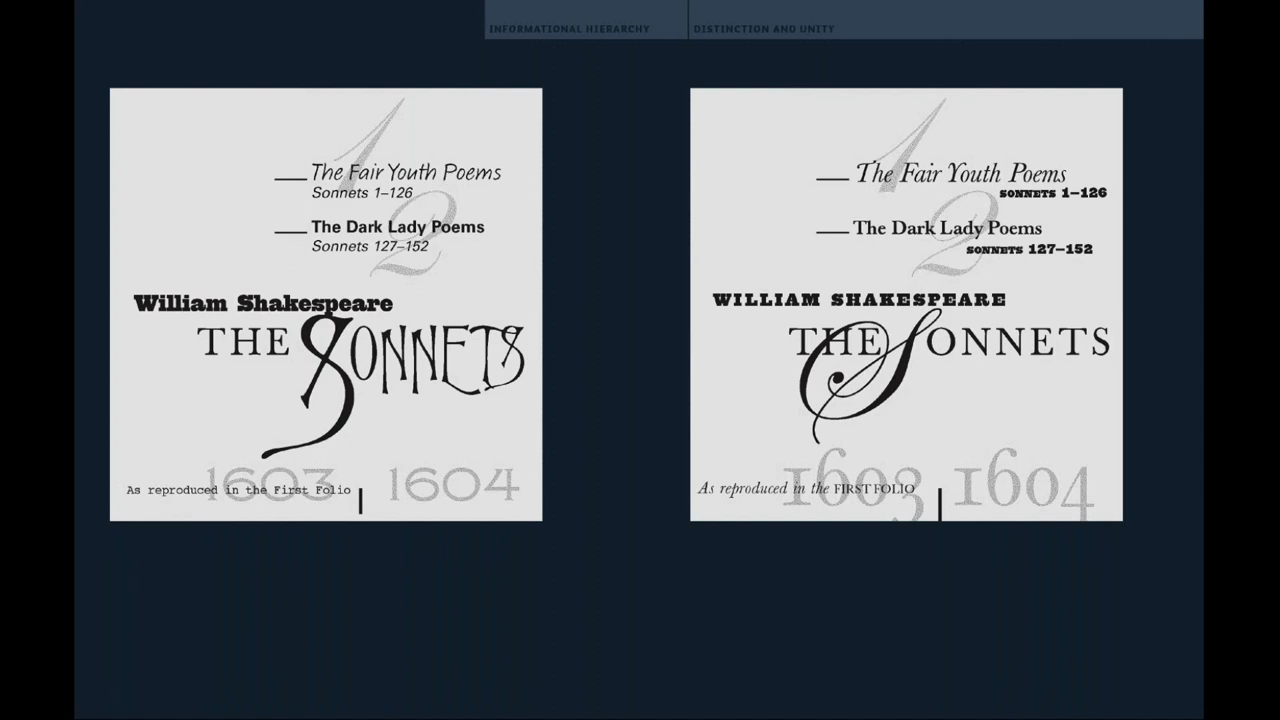 INFORMATIONAL HIERARCHY
DISTINCTION AND UNITY
1
The Fair Youth Poems
Sonnets 1–126
2
The Dark Lady Poems
Sonnets 127–152
William Shakespeare
THE SONNETS
1603 1604
As reproduced in the First Folio
1
The Fair Youth Poems
SONNETS 1–126
2
The Dark Lady Poems
SONNETS 127–152
WILLIAM SHAKESPEARE
THE SONNETS
1603 1604
As reproduced in the FIRST FOLIO